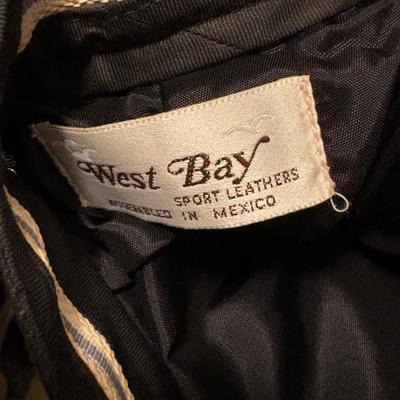 West Bay
SPORT LEATHERS
ASSEMBLED IN MEXICO